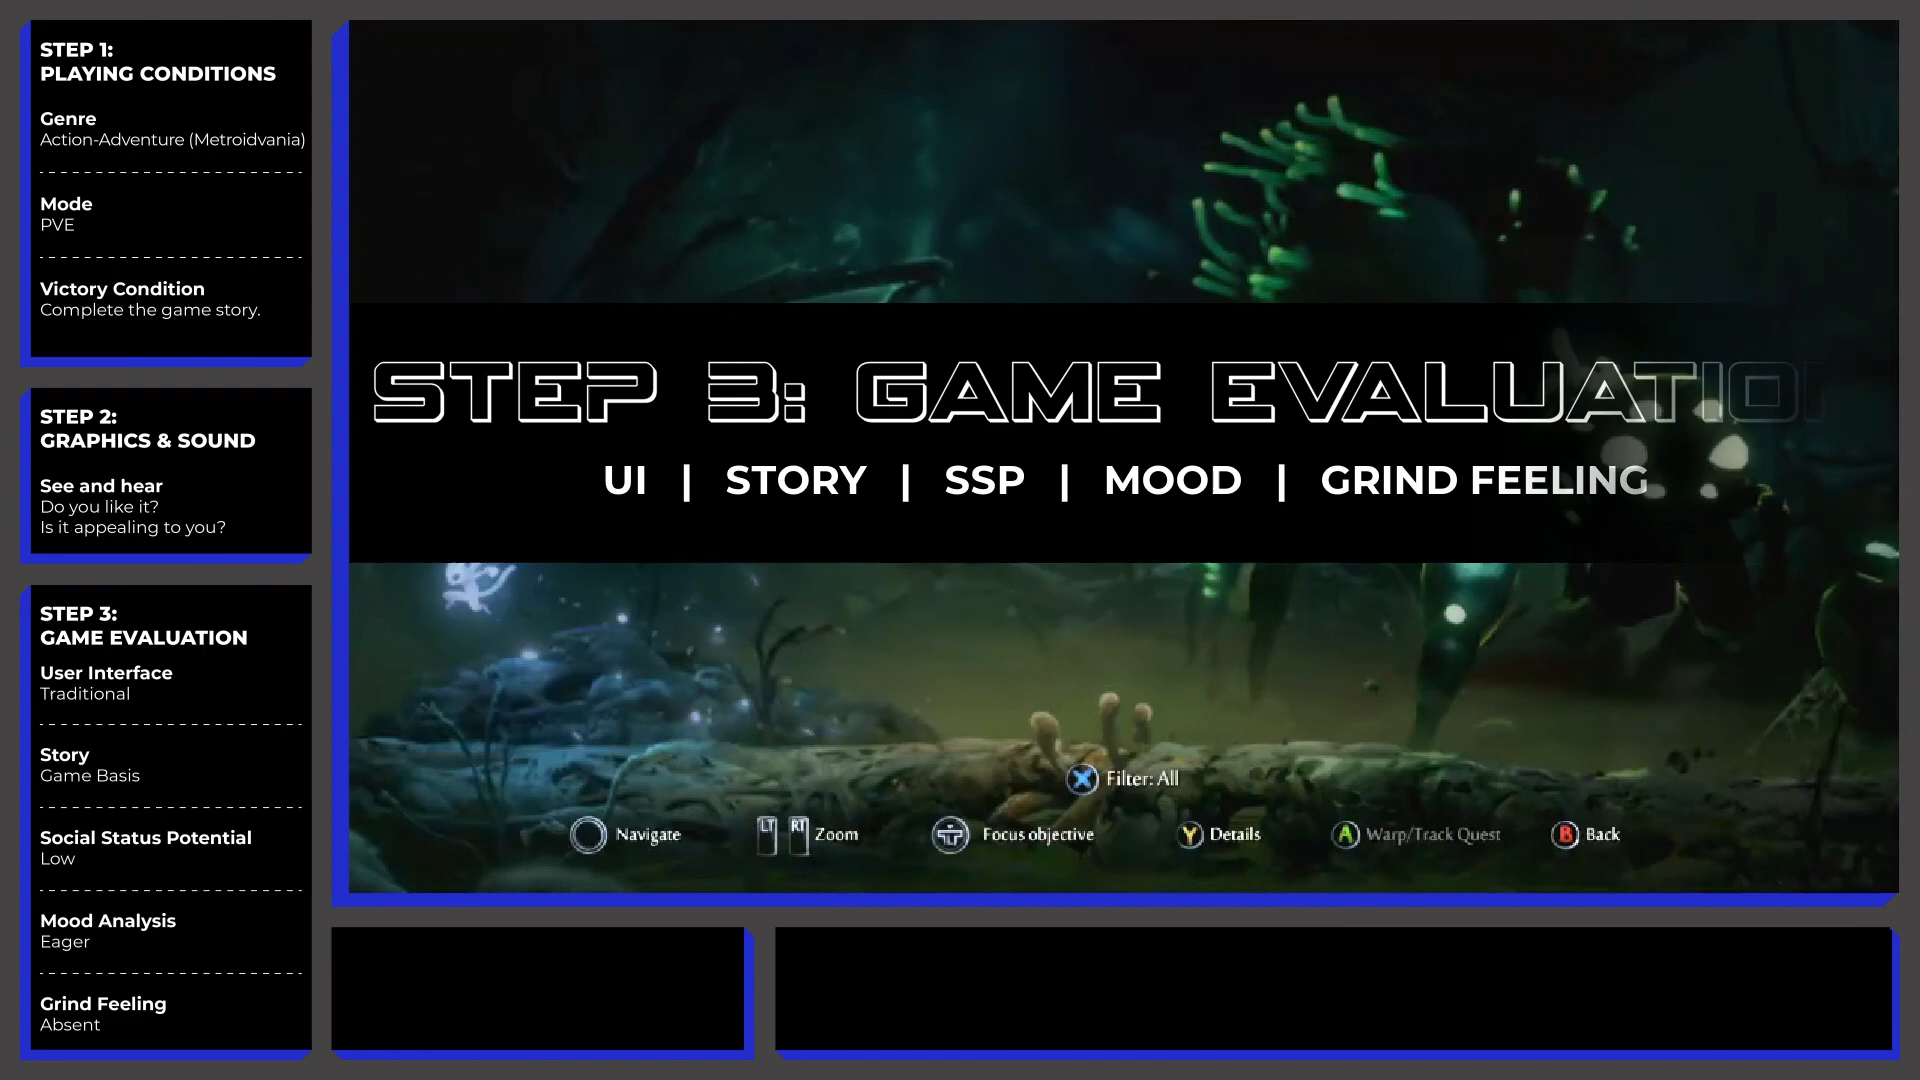 STEP 1:
PLAYING CONDITIONS
Genre
Action-Adventure (Metroidvania)
Mode
PVE
Victory Condition
Complete the game story.
STEP 2:
GRAPHICS & SOUND
See and hear
Do you like it?
Is it appealing to you?
STEP 3:
GAME EVALUATION
User Interface
Traditional
Story
Game Basis
Social Status Potential
Low
Mood Analysis
Eager
Grind Feeling
Absent
STEP 3: GAME EVALUATION
UI | STORY | SSP | MOOD | GRIND FEELING
X Filter: All
Navigate LT RT Zoom Focus objective Y Details A Warp/Track Quest B Back